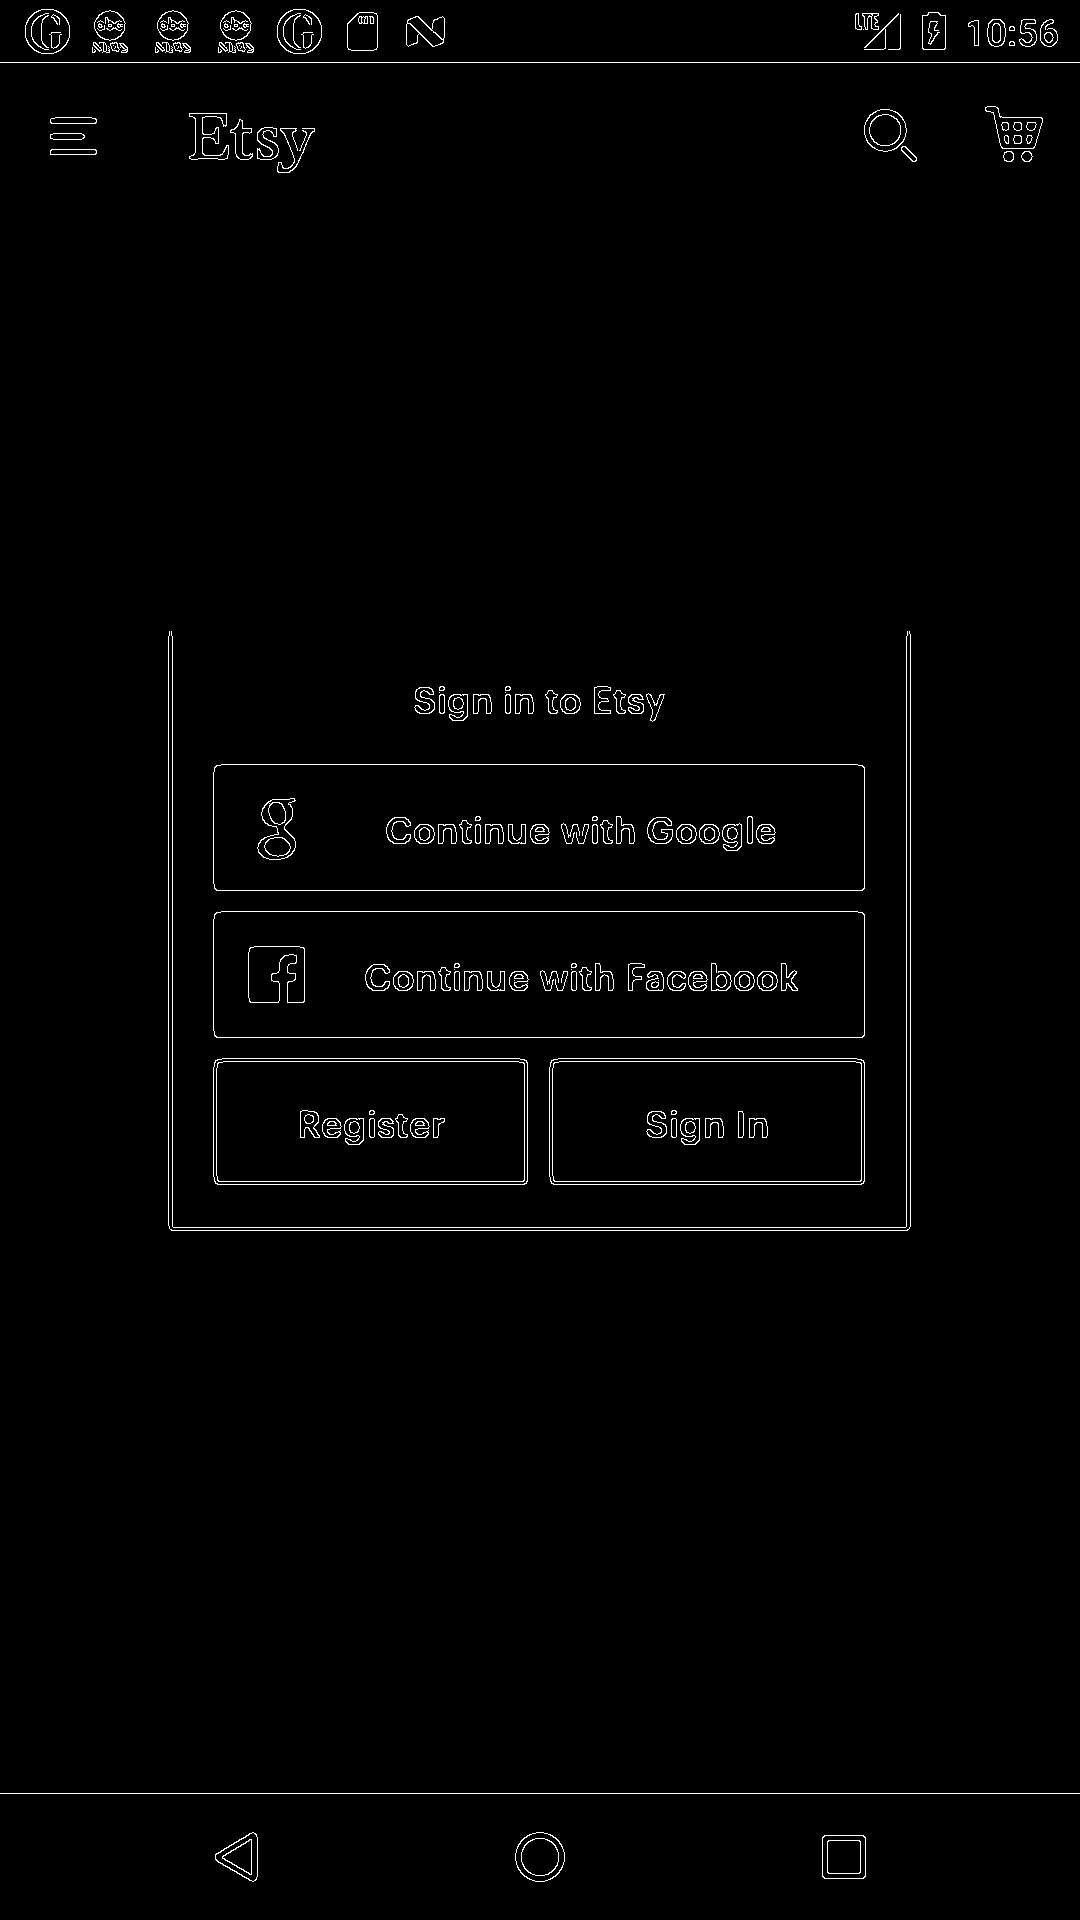 LTE 10:56
Etsy
Sign in to Etsy
Continue with Google
Continue with Facebook
Register
Sign In